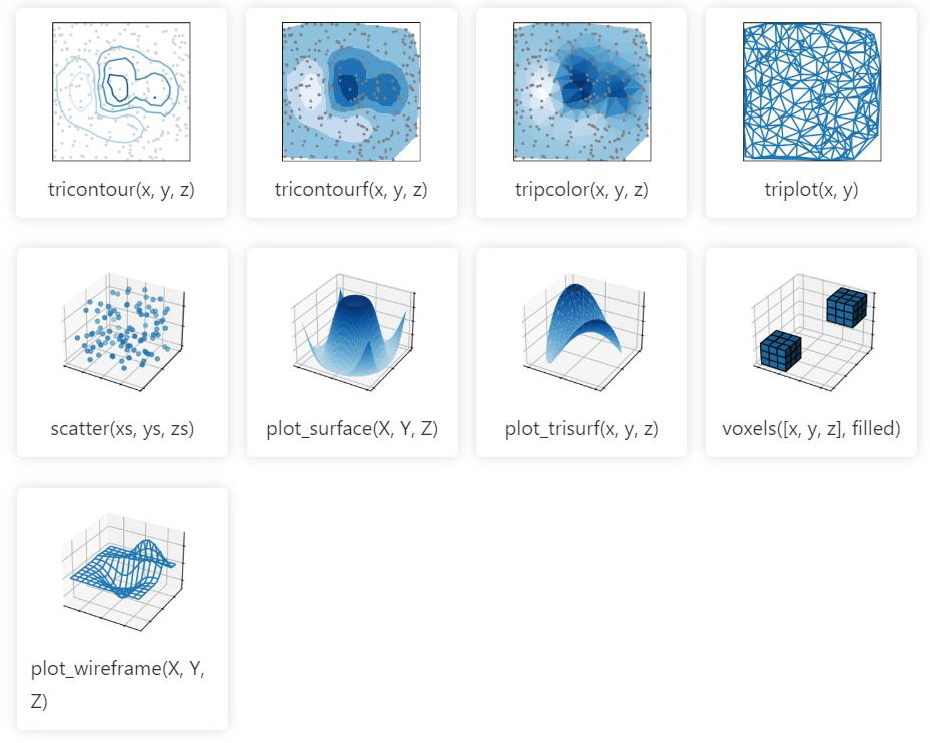 tricontour(x, y, z)
tricontourf(x, y, z)
tripcolor(x, y, z)
triplot(x, y)
scatter(xs, ys, zs)
plot_surface(X, Y, Z)
plot_trisurf(x, y, z)
voxels([x, y, z], filled)
plot_wireframe(X, Y,
Z)